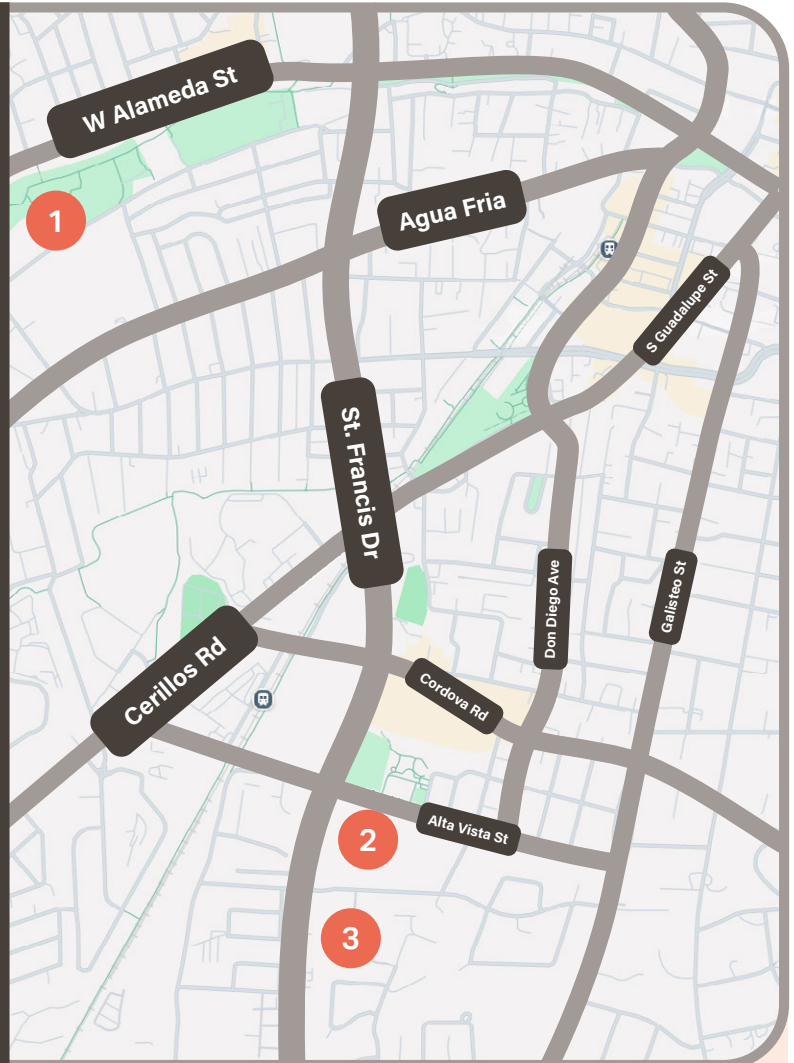 W Alameda St
1
Agua Fria
S Guadalupe St
St. Francis Dr
Don Diego Ave
Galisteo St
Cerillos Rd
Cordova Rd
Alta Vista St
2
3